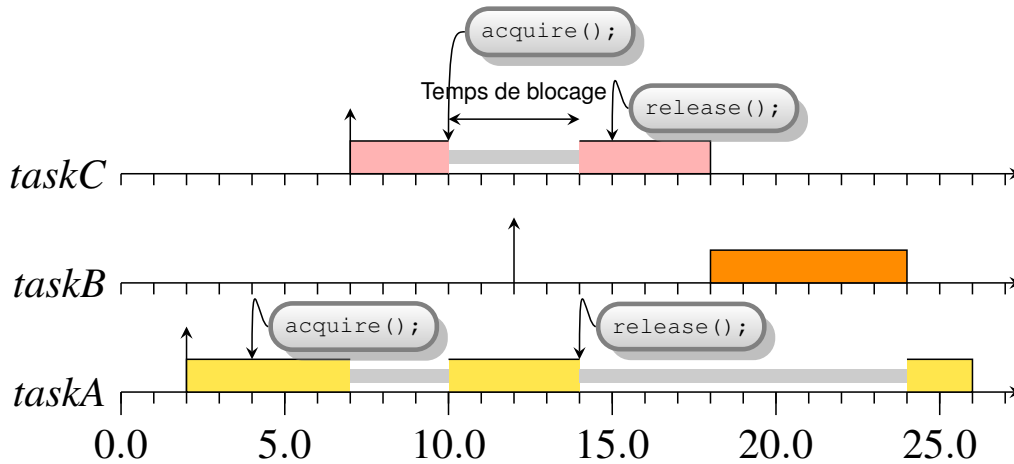 acquire();
Temps de blocage
release();
taskC
taskB
acquire();
release();
taskA
0.0 5.0 10.0 15.0 20.0 25.0